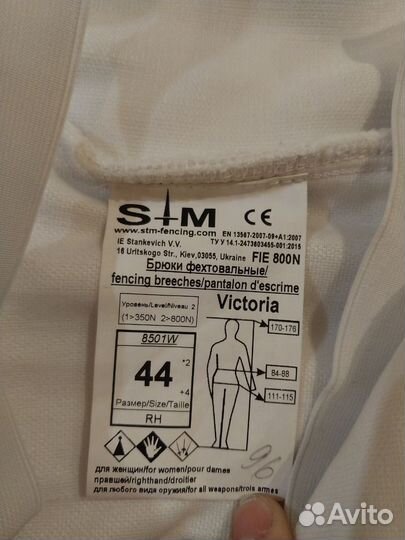 StM CE
www.stm-fencing.com EN 13567-2007-09+A1:2007
IE Stankevich V.V. ТУ У 14.1-2473803455-001:2015
16 Uritskogo Str., Kiev,03055, Ukraine FIE 800N
Брюки фехтовальные/
fencing breeches/pantalon d'escrime
Уровень/Level/Niveau 2
(1>350N 2>800N)
Victoria
8501W
170-176
44
*2
+4
84-88
111-115
Размер/Size/Taille
RH
96
для женщин/for women/pour dames
правшей/righthand/droitier
для любого вида оружия/for all weapons/trois armes
Avito